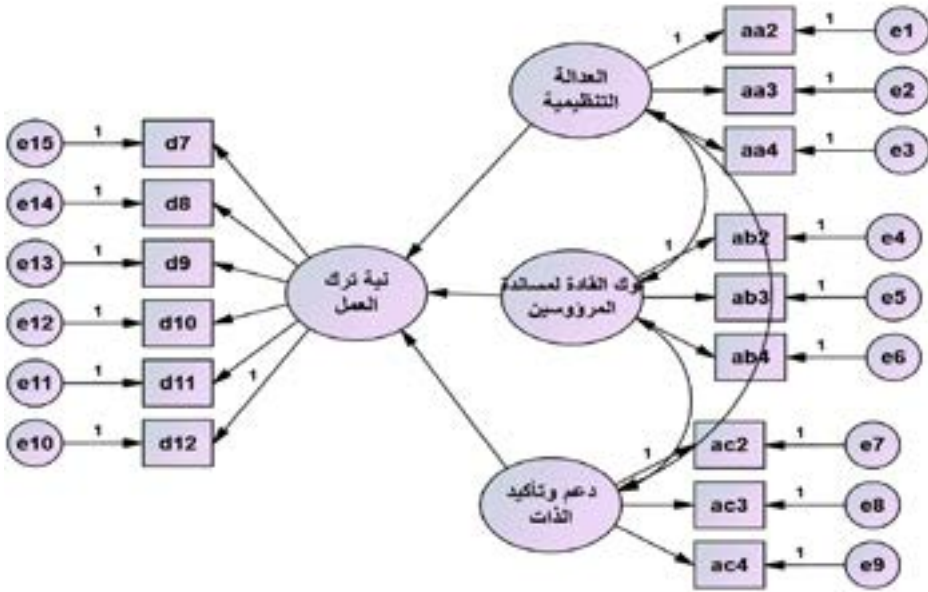 العدالة
التنظيمية
1 aa2 1 e1
aa3 1 e2
aa4 1 e3
e15 1 d7
e14 1 d8
e13 1 d9
e12 1 d10
e11 1 d11
e10 1 d12
1
نية ترك
العمل
وك القادة لمساندة
المرؤوسين
1 ab2 1 e4
ab3 1 e5
ab4 1 e6
دعم وتأكيد
الذات
1 ac2 1 e7
ac3 1 e8
ac4 1 e9